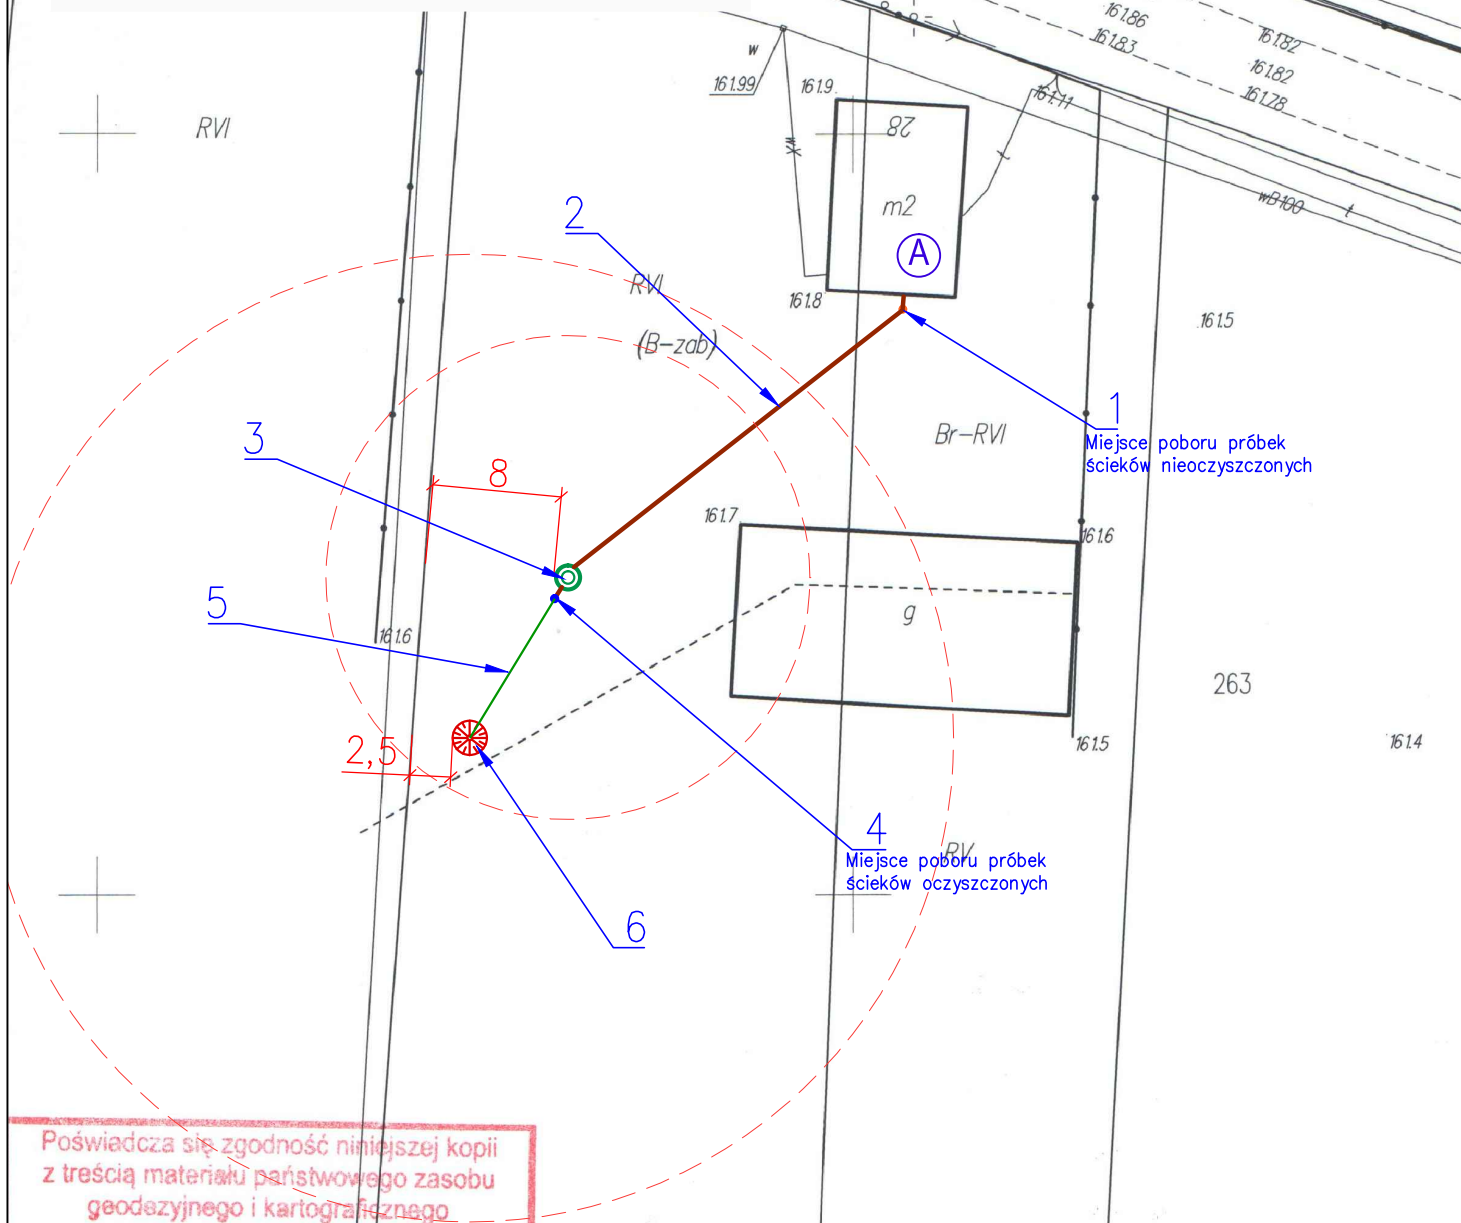 161.86
161.83
161.82
161.82
161.78
w
161.99
161.9
161.11
RVI
28
wk
t
m2
wD100
t
2
A
RVI
161.8
161.5
(B-zab)
1
Miejsce poboru próbek
ścieków nieoczyszczonych
3
Br-RVI
8
161.7
161.6
5
g
161.6
263
2,5
161.5
161.4
4
RV
Miejsce poboru próbek
ścieków oczyszczonych
6
Poświadcza się zgodność niniejszej kopii
z treścią materiału państwowego zasobu
geodezyjnego i kartograficznego